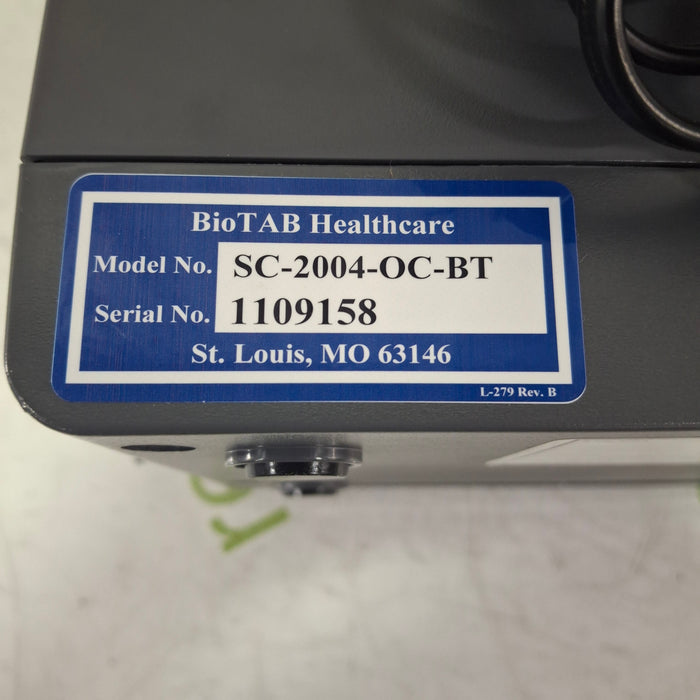 BioTAB Healthcare
Model No. SC-2004-OC-BT
Serial No. 1109158
St. Louis, MO 63146
L-279 Rev. B